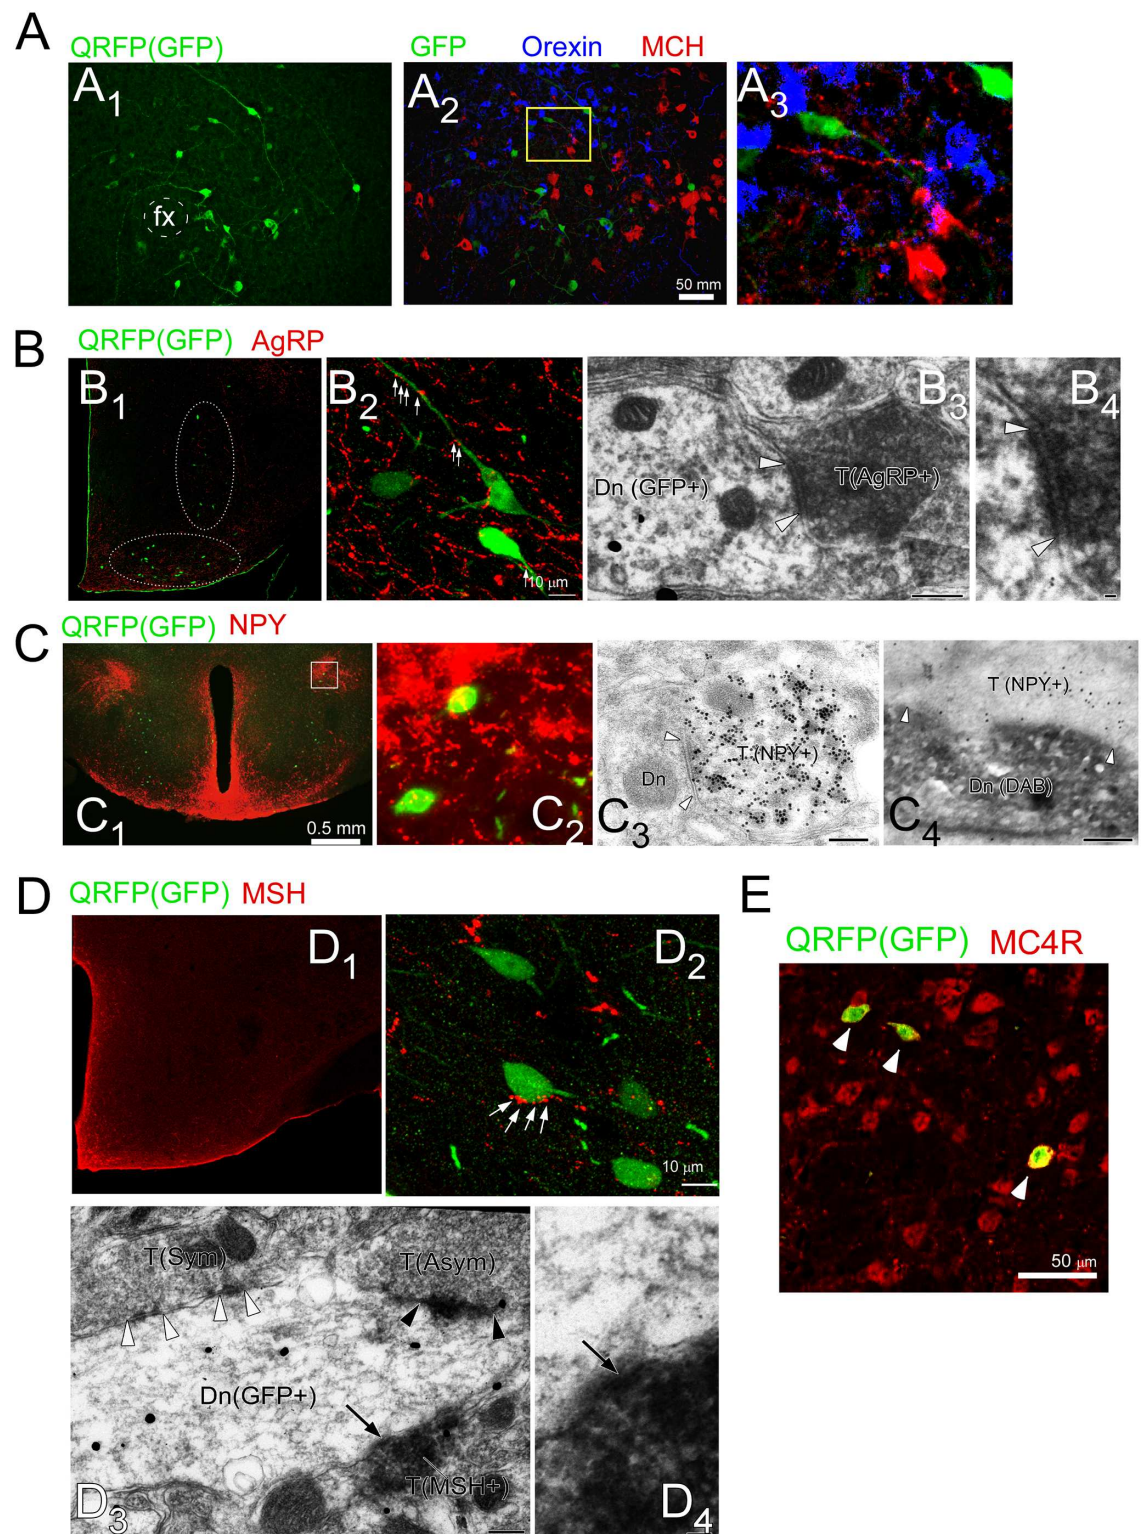 A
QRFP(GFP)
GFP Orexin MCH
A1
fx
A2
50 mm
A3
B
QRFP(GFP) AgRP
B1
B2
10 μm
B3
Dn (GFP+)
T(AgRP+)
B4
C
QRFP(GFP) NPY
C1
0.5 mm
C2
C3
Dn
T (NPY+)
C4
T (NPY+)
Dn (DAB)
D
QRFP(GFP) MSH
D1
D2
10 μm
T(Sym)
T(Asym)
Dn(GFP+)
T(MSH+)
D3
D4
E
QRFP(GFP) MC4R
50 μm